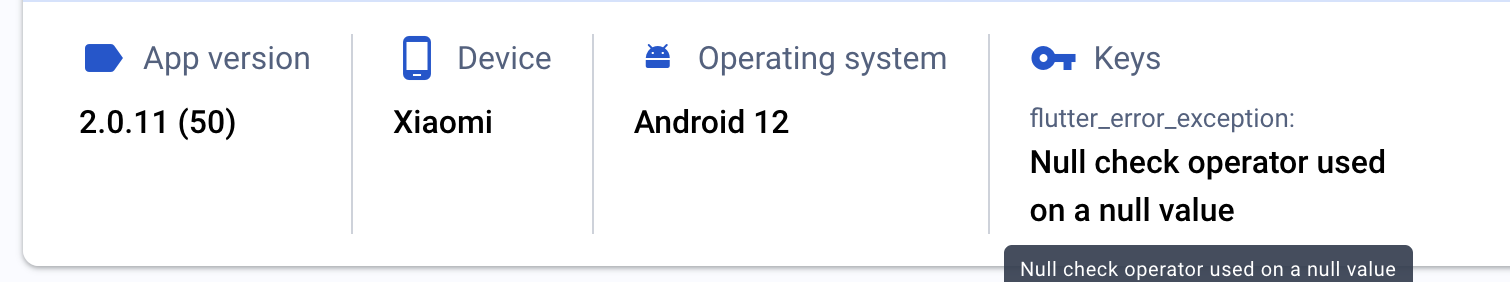 App version
2.0.11 (50)
Device
Xiaomi
Operating system
Android 12
Keys
flutter_error_exception:
Null check operator used
on a null value
Null check operator used on a null value